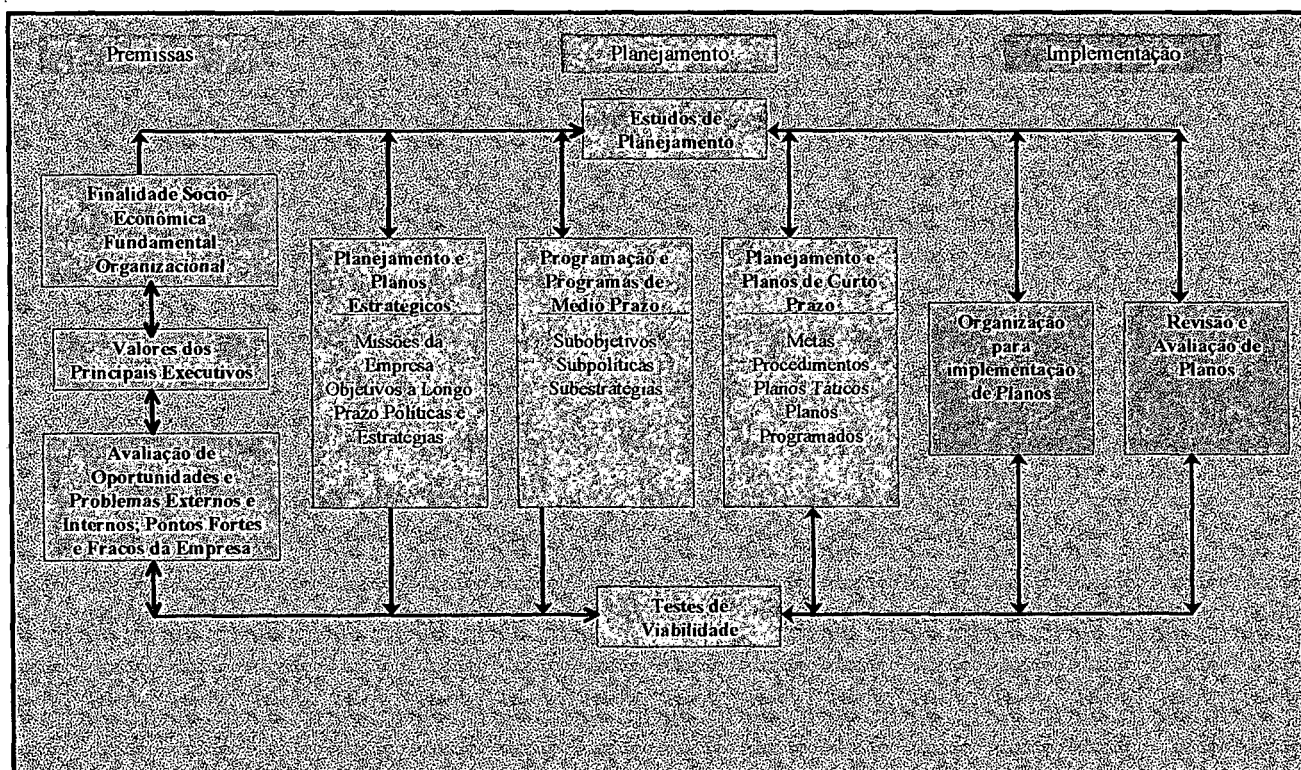 Premissas
Planejamento
Implementação
Estudos de
Planejamento
Finalidade Sócio-
Econômica
Fundamental
Organizacional
Valores dos
Principais Executivos
Avaliação de
Oportunidades e
Problemas Externos e
Internos, Pontos Fortes
e Fracos da Empresa
Planejamento e
Planos
Estratégicos
Missões da
Empresa
Objetivos a Longo
Prazo Políticas e
Estratégias
Programação e
Programas de
Médio Prazo
Subobjetivos
Subpolíticas
Subestratégias
Planejamento e
Planos de Curto
Prazo
Metas
Procedimentos
Planos Táticos
Planos
Programados
Organização
para
implementação
de Planos
Revisão e
Avaliação de
Planos
Testes de
Viabilidade